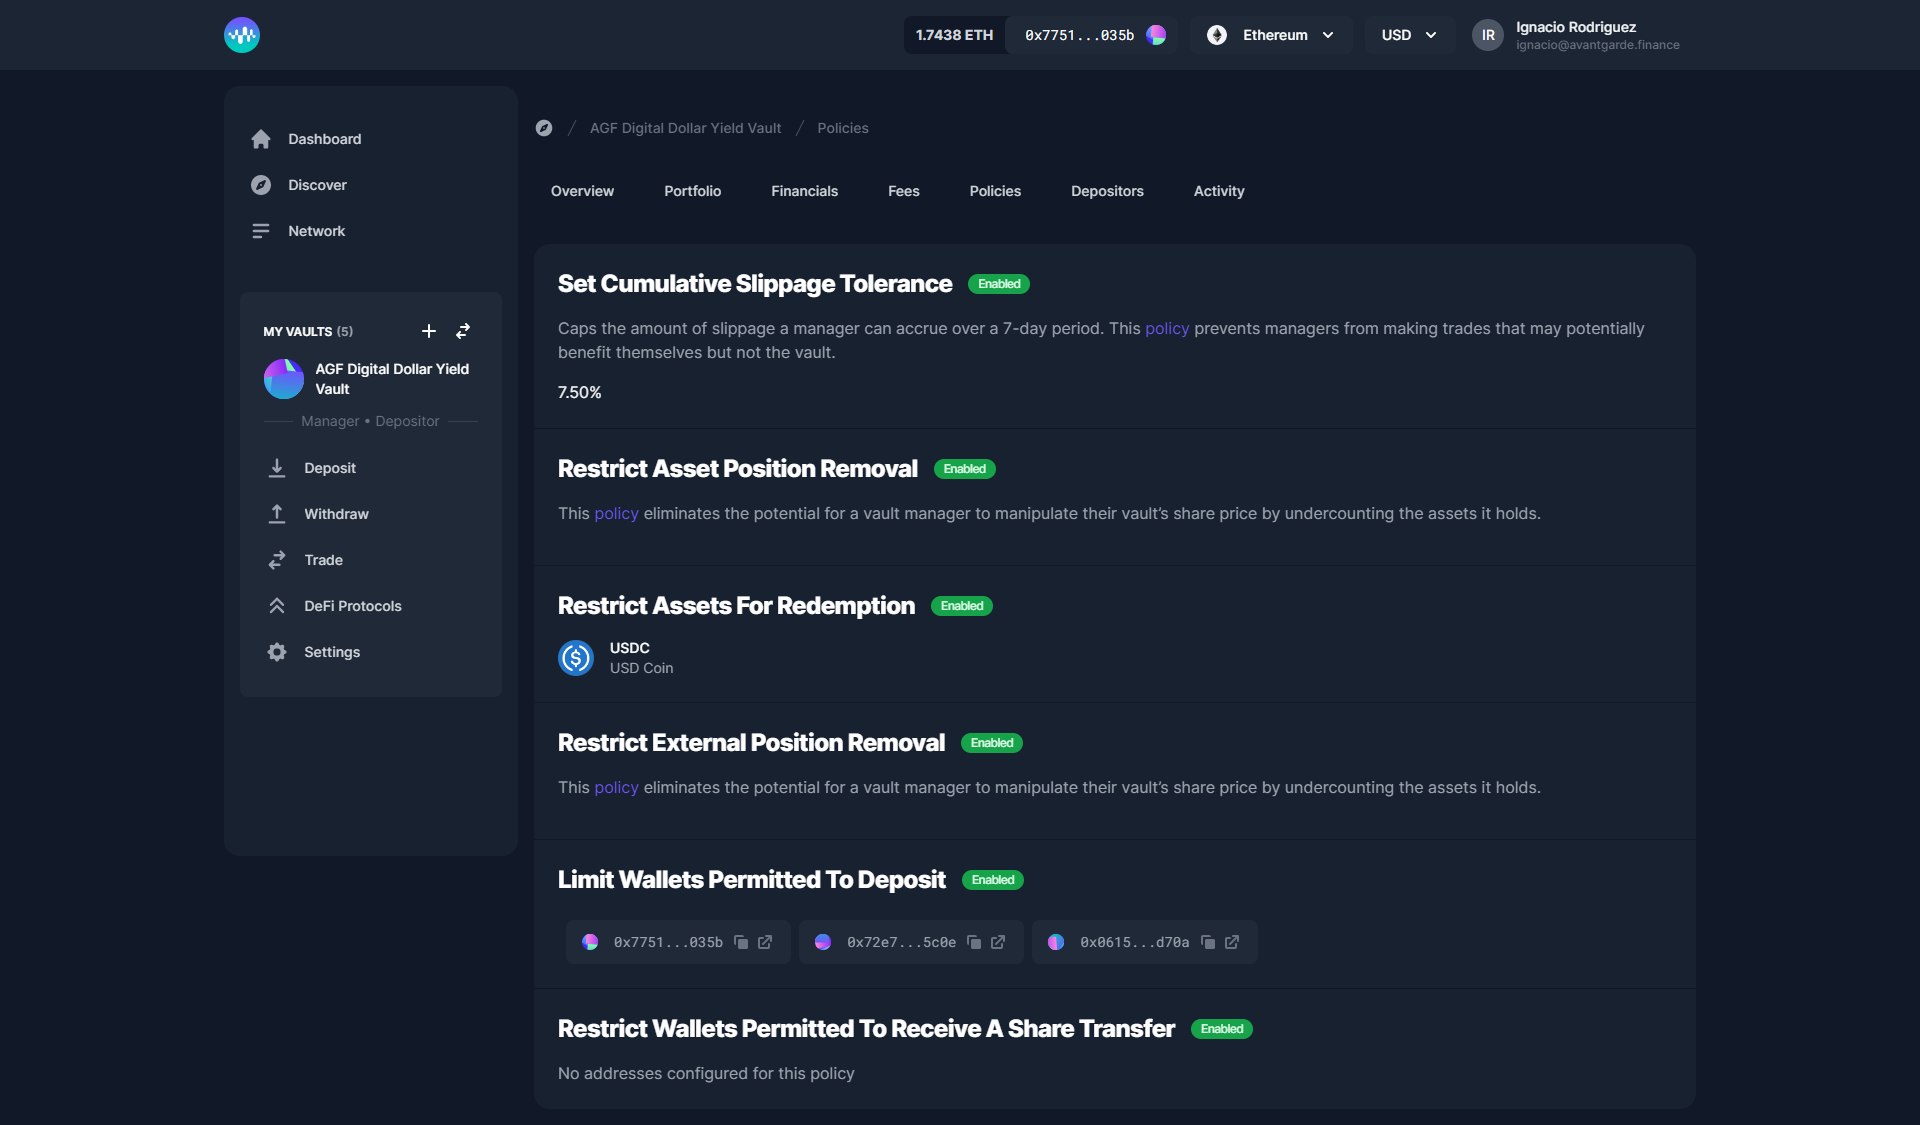 1.7438 ETH
0x7751...035b
Ethereum
USD
IR
Ignacio Rodriguez
ignacio@avantgarde.finance
Dashboard
Discover
Network
MY VAULTS (5)
AGF Digital Dollar Yield
Vault
Manager • Depositor
Deposit
Withdraw
Trade
DeFi Protocols
Settings
/ AGF Digital Dollar Yield Vault / Policies
Overview Portfolio Financials Fees Policies Depositors Activity
Set Cumulative Slippage Tolerance Enabled
Caps the amount of slippage a manager can accrue over a 7-day period. This policy prevents managers from making trades that may potentially
benefit themselves but not the vault.
7.50%
Restrict Asset Position Removal Enabled
This policy eliminates the potential for a vault manager to manipulate their vault’s share price by undercounting the assets it holds.
Restrict Assets For Redemption Enabled
USDC
USD Coin
Restrict External Position Removal Enabled
This policy eliminates the potential for a vault manager to manipulate their vault’s share price by undercounting the assets it holds.
Limit Wallets Permitted To Deposit Enabled
0x7751...035b 0x72e7...5c0e 0x0615...d70a
Restrict Wallets Permitted To Receive A Share Transfer Enabled
No addresses configured for this policy